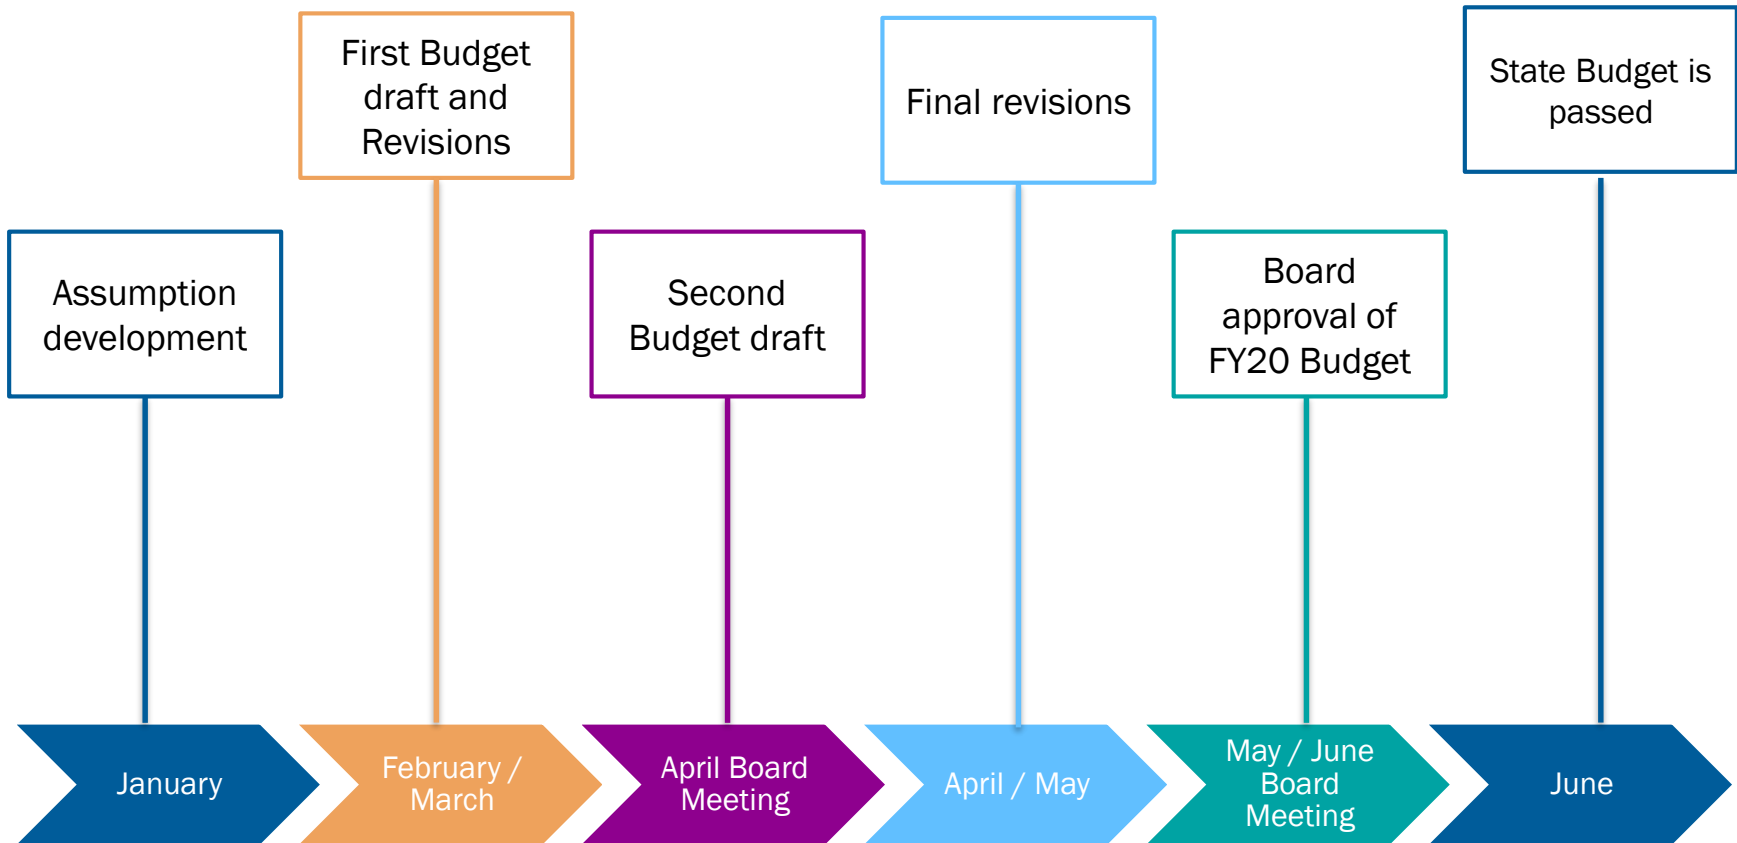 First Budget
draft and
Revisions
Final revisions
State Budget is
passed
Assumption
development
Second
Budget draft
Board
approval of
FY20 Budget
January
February /
March
April Board
Meeting
April / May
May / June
Board
Meeting
June